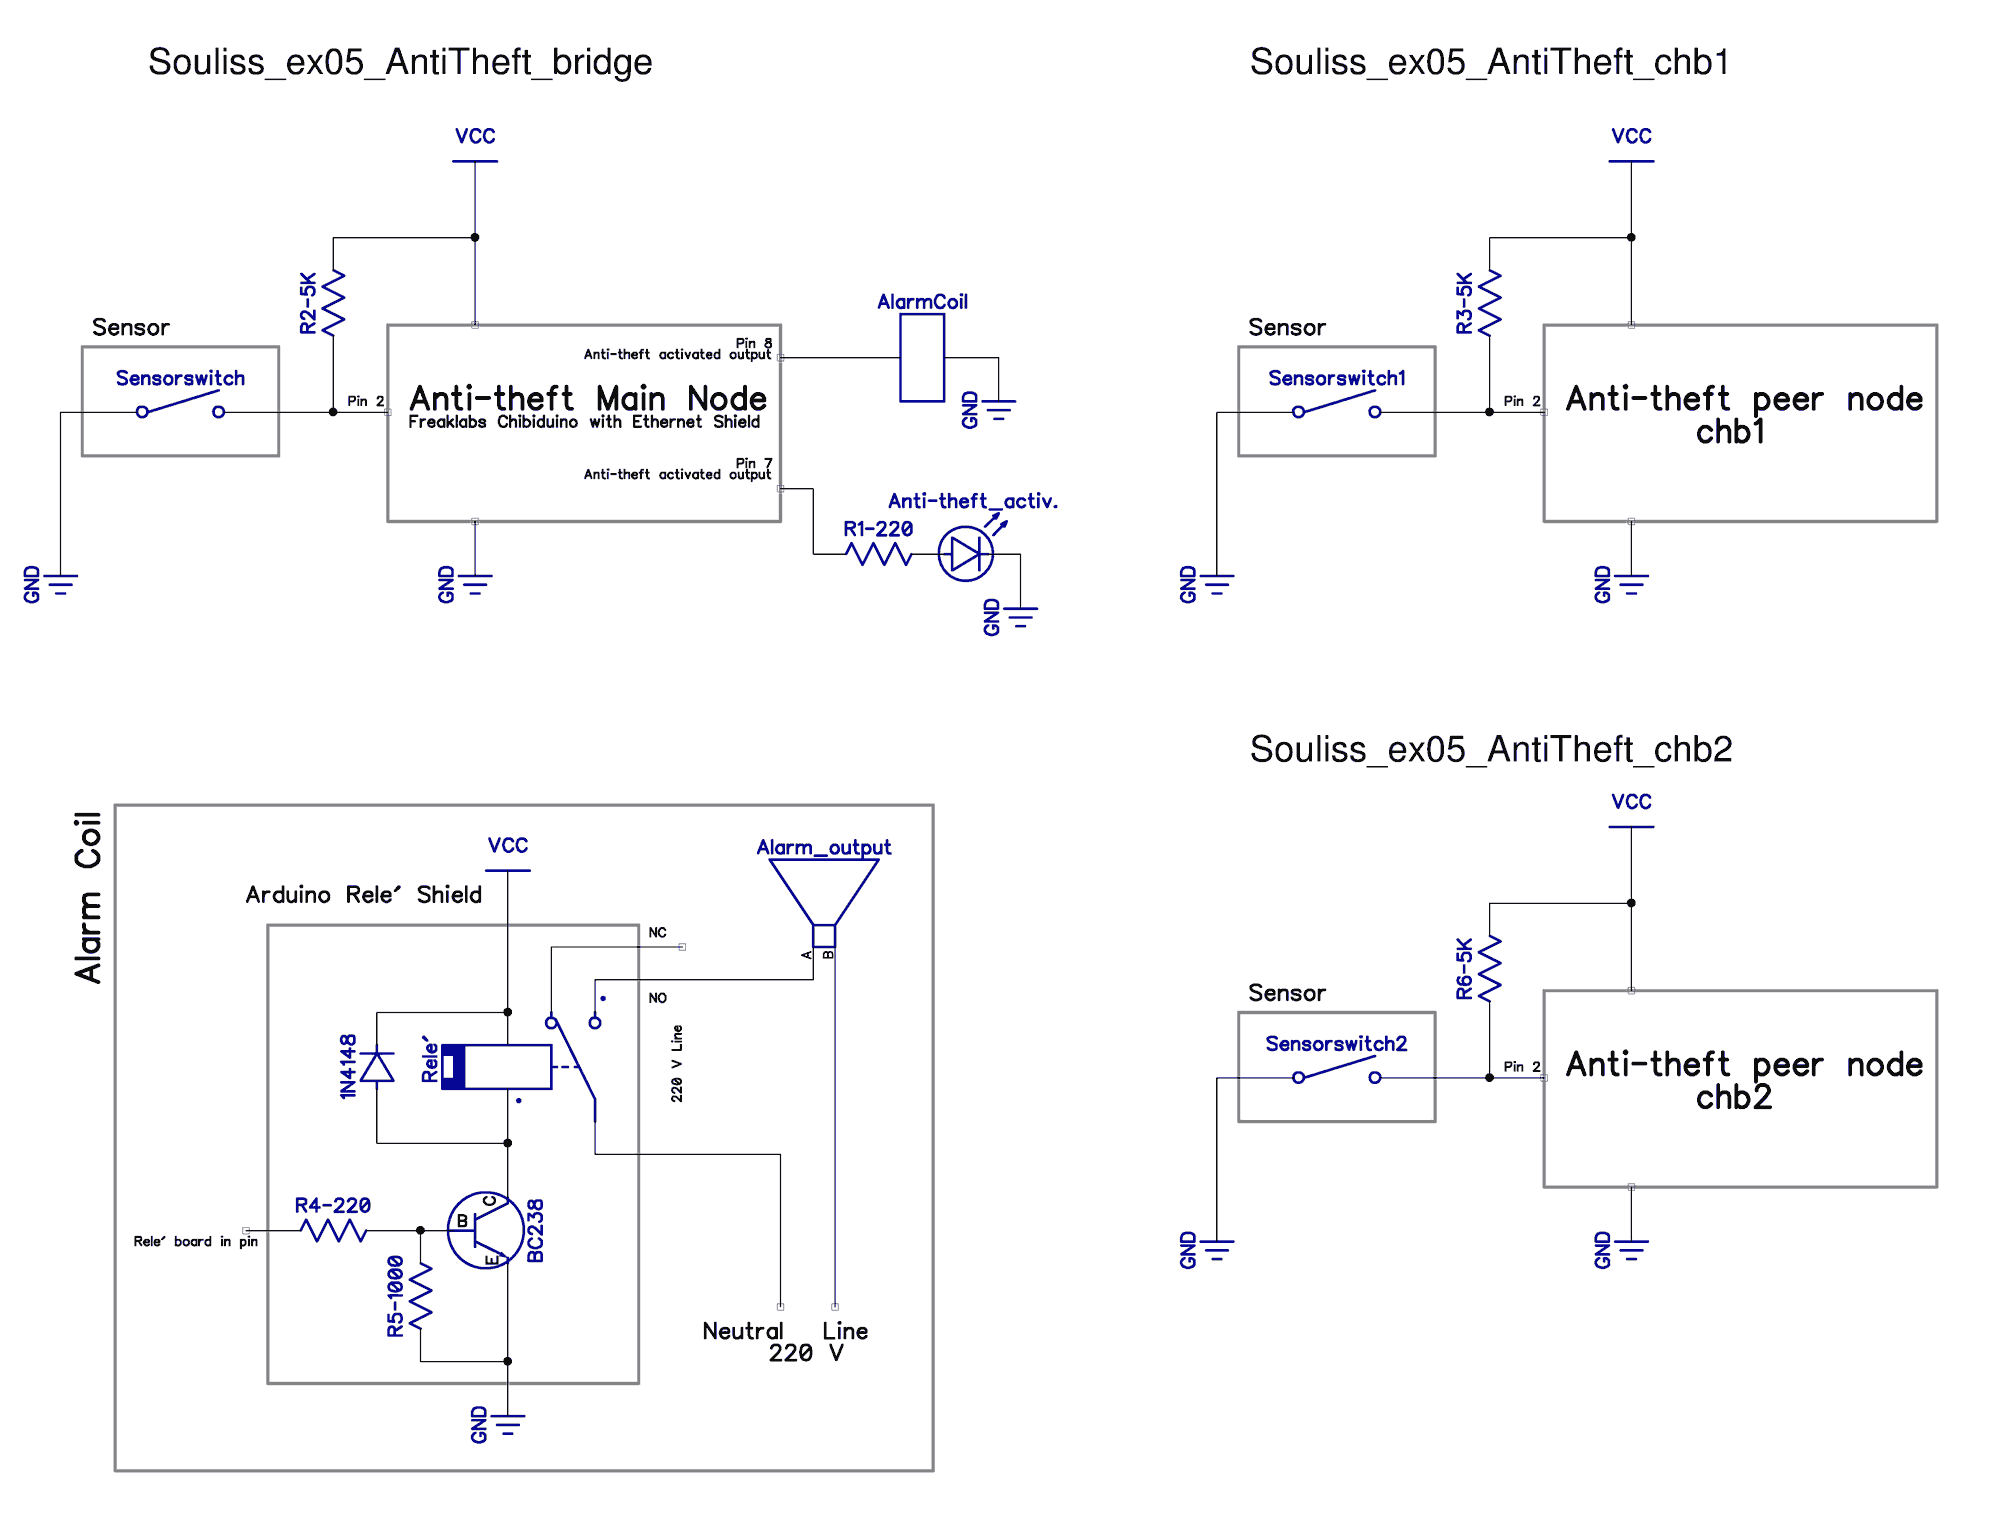 Souliss_ex05_AntiTheft_bridge
VCC
R2-5K
Sensor
Sensorswitch
Pin 2
GND
Anti-theft Main Node
Freaklabs Chibiduino with Ethernet Shield
Pin 8
Anti-theft activated output
Pin 7
Anti-theft activated output
GND
AlarmCoil
GND
Anti-theft_activ.
R1-220
GND
Souliss_ex05_AntiTheft_chb1
VCC
R3-5K
Sensor
Sensorswitch1
Pin 2
Anti-theft peer node
chb1
GND
GND
Alarm Coil
Arduino Rele' Shield
VCC
Alarm_output
A
B
NC
NO
220 V Line
1N4148
Rele'
R4-220
Rele' board in pin
R5-1000
B
C
E
BC238
GND
Neutral Line
220 V
Souliss_ex05_AntiTheft_chb2
VCC
R6-5K
Sensor
Sensorswitch2
Pin 2
Anti-theft peer node
chb2
GND
GND